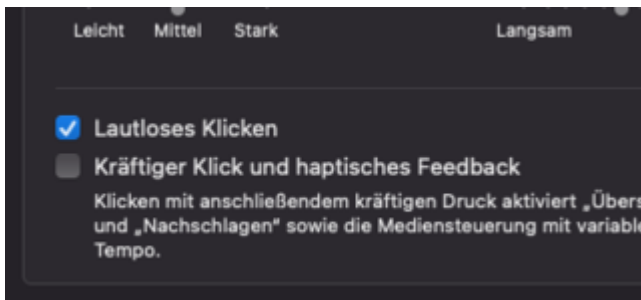 Leicht Mittel Stark Langsam
Lautloses Klicken
Kräftiger Klick und haptisches Feedback
Klicken mit anschließendem kräftigen Druck aktiviert „Übers
und „Nachschlagen“ sowie die Mediensteuerung mit variable
Tempo.